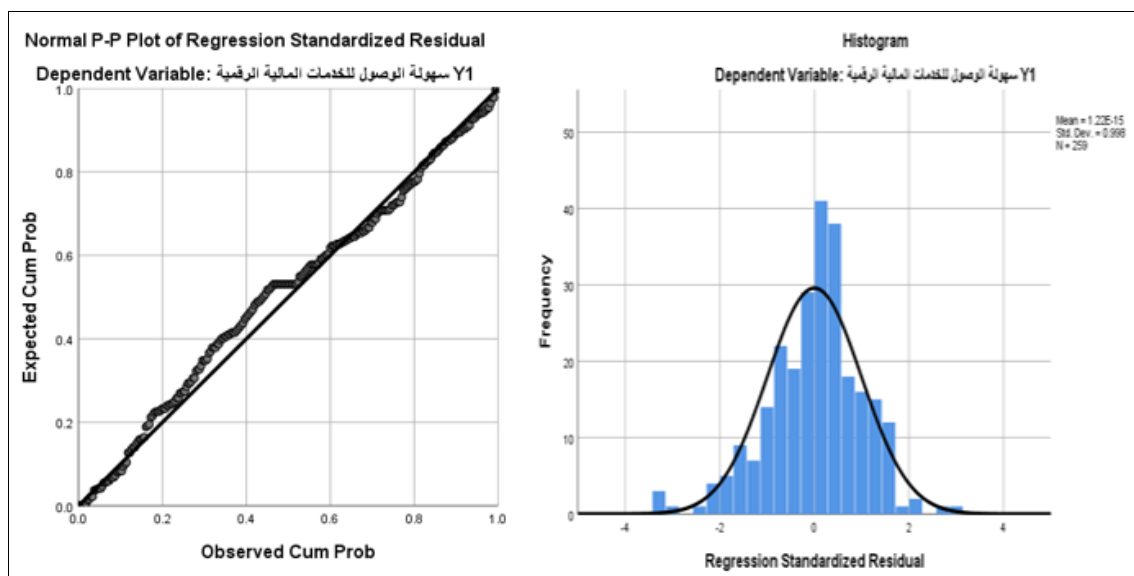 Normal P-P Plot of Regression Standardized Residual
Dependent Variable: سهولة الوصول للخدمات المالية الرقمية Y1
1.0
0.8
0.6
0.4
0.2
0.0
0.0 0.2 0.4 0.6 0.8 1.0
Expected Cum Prob
Observed Cum Prob
Histogram
Dependent Variable: سهولة الوصول للخدمات المالية الرقمية Y1
Mean = 1.22E-15
Std. Dev. = 0.998
N = 259
50
40
30
20
10
0
-4 -2 0 2 4
Frequency
Regression Standardized Residual